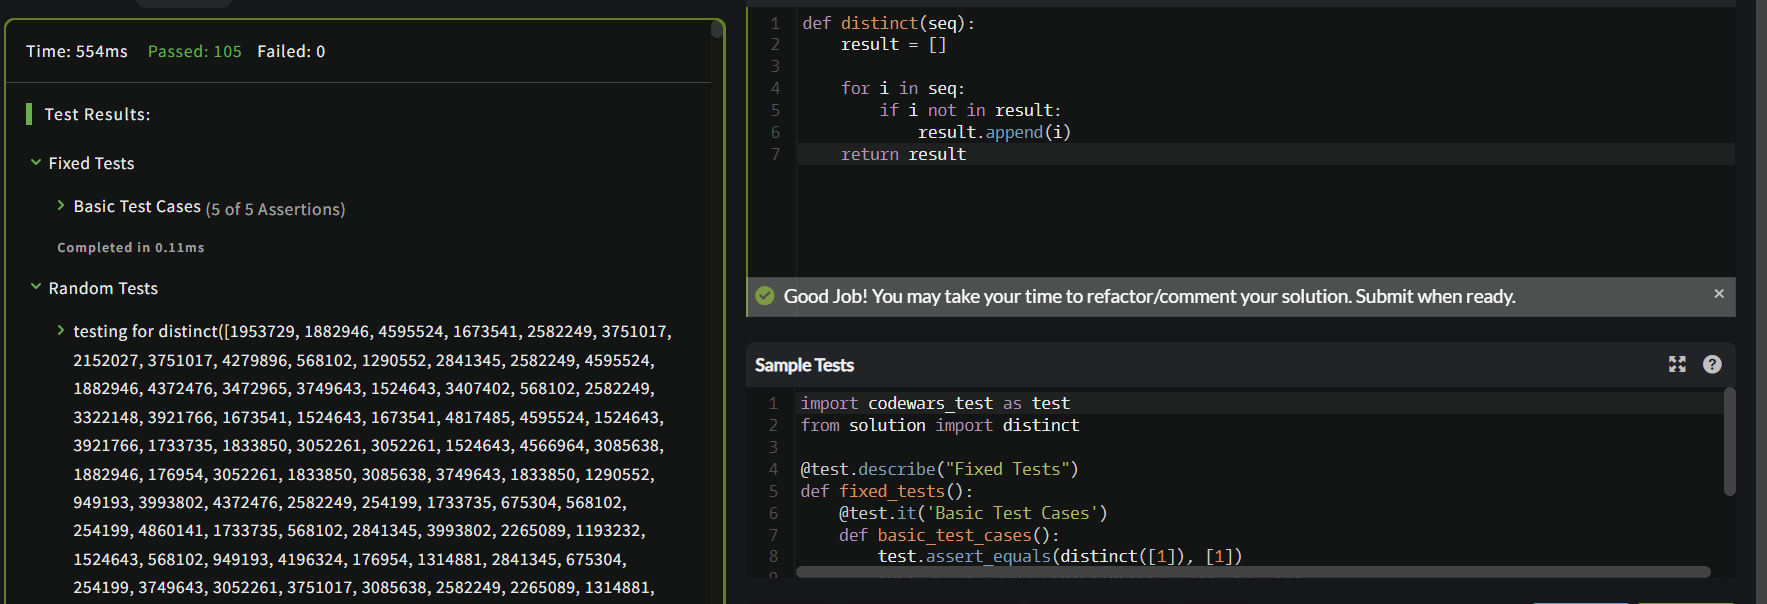 Time: 554ms Passed: 105 Failed: 0
Test Results:
Fixed Tests
Basic Test Cases (5 of 5 Assertions)
Completed in 0.11ms
Random Tests
testing for distinct([1953729, 1882946, 4595524, 1673541, 2582249, 3751017,
2152027, 3751017, 4279896, 568102, 1290552, 2841345, 2582249, 4595524,
1882946, 4372476, 3472965, 3749643, 1524643, 3407402, 568102, 2582249,
3322148, 3921766, 1673541, 1524643, 1673541, 4817485, 4595524, 1524643,
3921766, 1733735, 1833850, 3052261, 3052261, 1524643, 4566964, 3085638,
1882946, 176954, 3052261, 1833850, 3085638, 3749643, 1833850, 1290552,
949193, 3993802, 4372476, 2582249, 254199, 1733735, 675304, 568102,
254199, 4860141, 1733735, 568102, 2841345, 3993802, 2265089, 1193232,
1524643, 568102, 949193, 4196324, 176954, 1314881, 2841345, 675304,
254199, 3749643, 3052261, 3751017, 3085638, 2582249, 2265089, 1314881,
1 def distinct(seq):
2     result = []
3
4     for i in seq:
5         if i not in result:
6             result.append(i)
7     return result
Good Job! You may take your time to refactor/comment your solution. Submit when ready. ×
Sample Tests ?
1 import codewars_test as test
2 from solution import distinct
3
4 @test.describe("Fixed Tests")
5 def fixed_tests():
6     @test.it('Basic Test Cases')
7     def basic_test_cases():
8         test.assert_equals(distinct([1]), [1])